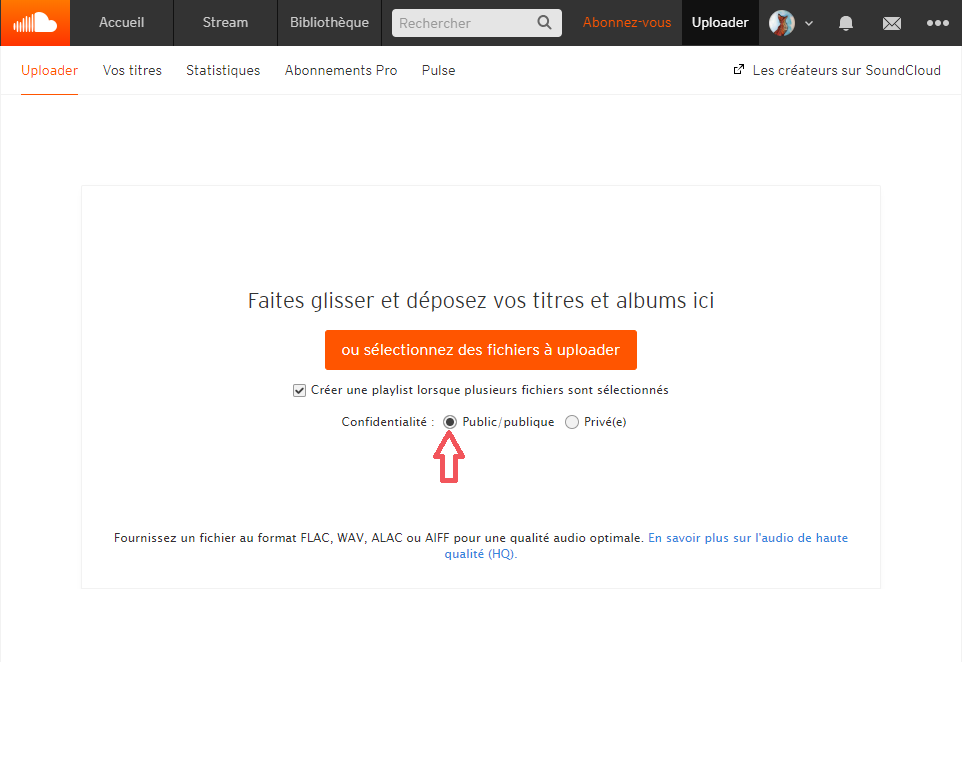 Accueil Stream Bibliothèque Rechercher Abonnez-vous Uploader
Uploader Vos titres Statistiques Abonnements Pro Pulse Les créateurs sur SoundCloud
Faites glisser et déposez vos titres et albums ici
ou sélectionnez des fichiers à uploader
Créer une playlist lorsque plusieurs fichiers sont sélectionnés
Confidentialité : Public/publique Privé(e)
Fournissez un fichier au format FLAC, WAV, ALAC ou AIFF pour une qualité audio optimale. En savoir plus sur l'audio de haute
qualité (HQ).